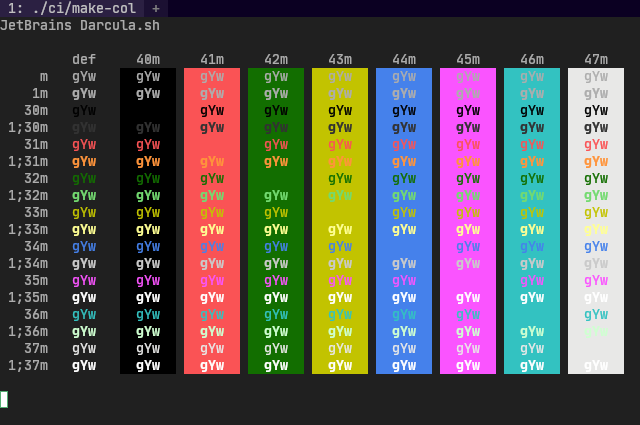 1: ./ci/make-col +
JetBrains Darcula.sh
def 40m 41m 42m 43m 44m 45m 46m 47m
m gYw gYw gYw gYw gYw gYw gYw gYw gYw
1m gYw gYw gYw gYw gYw gYw gYw gYw gYw
30m gYw gYw gYw gYw gYw gYw gYw gYw
1;30m gYw gYw gYw gYw gYw gYw gYw gYw gYw
31m gYw gYw gYw gYw gYw gYw gYw gYw
1;31m gYw gYw gYw gYw gYw gYw gYw gYw gYw
32m gYw gYw gYw gYw gYw gYw gYw gYw
1;32m gYw gYw gYw gYw gYw gYw gYw gYw gYw
33m gYw gYw gYw gYw gYw gYw gYw gYw
1;33m gYw gYw gYw gYw gYw gYw gYw gYw gYw
34m gYw gYw gYw gYw gYw gYw gYw gYw
1;34m gYw gYw gYw gYw gYw gYw gYw gYw gYw
35m gYw gYw gYw gYw gYw gYw gYw gYw
1;35m gYw gYw gYw gYw gYw gYw gYw gYw gYw
36m gYw gYw gYw gYw gYw gYw gYw gYw
1;36m gYw gYw gYw gYw gYw gYw gYw gYw gYw
37m gYw gYw gYw gYw gYw gYw gYw gYw
1;37m gYw gYw gYw gYw gYw gYw gYw gYw gYw